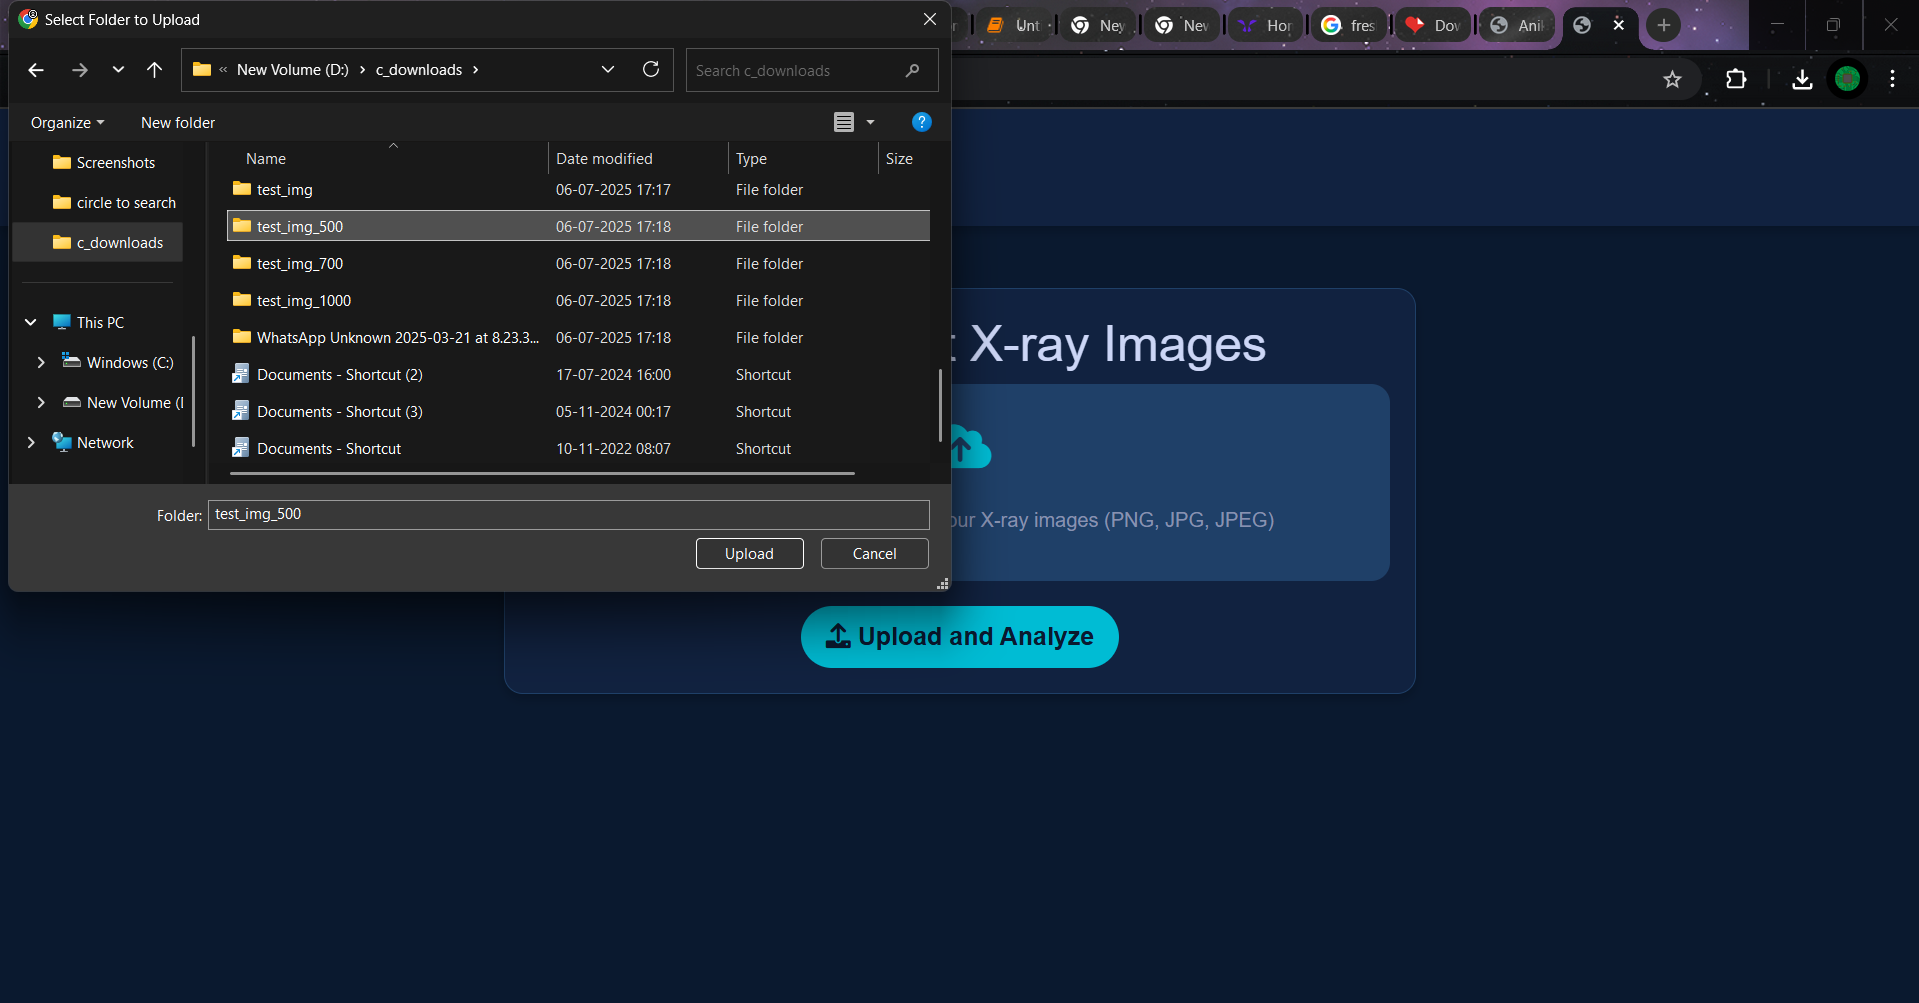 Select Folder to Upload
Unt
Ney
Nev
Hor
fres
Dov
Ani
« New Volume (D:) > c_downloads >
Search c_downloads
Organize
New folder
?
Screenshots
circle to search
c_downloads
This PC
Windows (C:)
New Volume (
Network
Name Date modified Type Size
test_img 06-07-2025 17:17 File folder
test_img_500 06-07-2025 17:18 File folder
test_img_700 06-07-2025 17:18 File folder
test_img_1000 06-07-2025 17:18 File folder
WhatsApp Unknown 2025-03-21 at 8.23.3... 06-07-2025 17:18 File folder
Documents - Shortcut (2) 17-07-2024 16:00 Shortcut
Documents - Shortcut (3) 05-11-2024 00:17 Shortcut
Documents - Shortcut 10-11-2022 08:07 Shortcut
Folder: test_img_500
Upload Cancel
X-ray Images
our X-ray images (PNG, JPG, JPEG)
Upload and Analyze